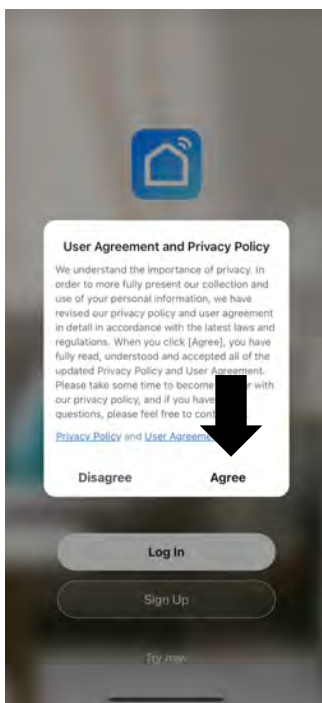 User Agreement and Privacy Policy
We understand the importance of privacy. In
order to more fully present our collection and
use of your personal information, we have
revised our privacy policy and user agreement
in detail in accordance with the latest laws and
regulations. When you click [Agree], you have
fully read, understood and accepted all of the
updated Privacy Policy and User Agreement.
Please take some time to become with
our privacy policy, and if you have
questions, please feel free to
Privacy Policy and User
Disagree Agree
Log In
Sign Up
Try now